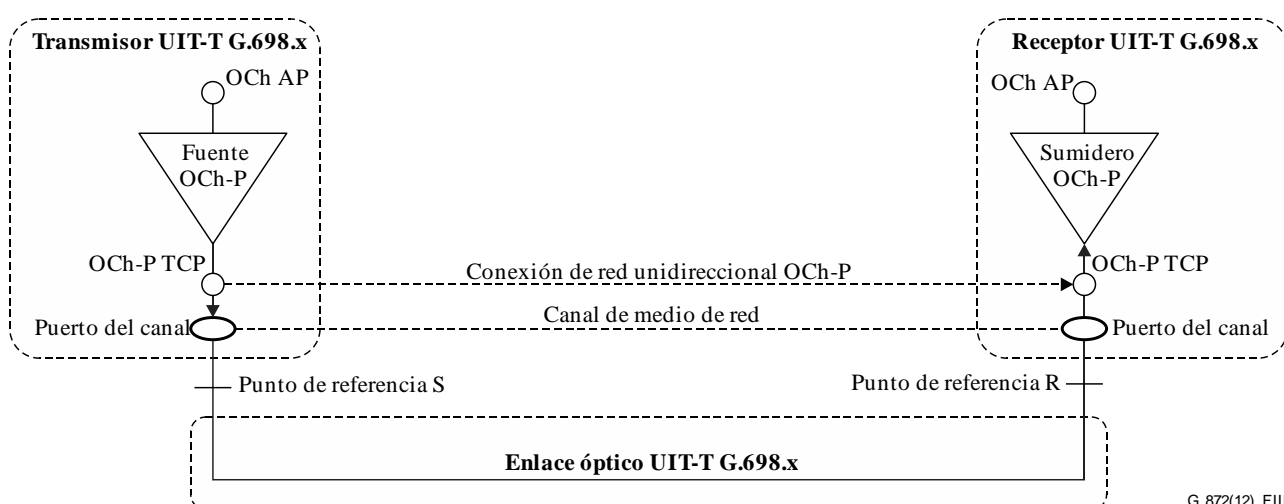 Transmisor UIT-T G.698.x
Receptor UIT-T G.698.x
OCh AP
OCh AP
Fuente
OCh-P
Sumidero
OCh-P
OCh-P TCP
OCh-P TCP
Conexión de red unidireccional OCh-P
Canal de medio de red
Puerto del canal
Puerto del canal
Punto de referencia S
Punto de referencia R
Enlace óptico UIT-T G.698.x